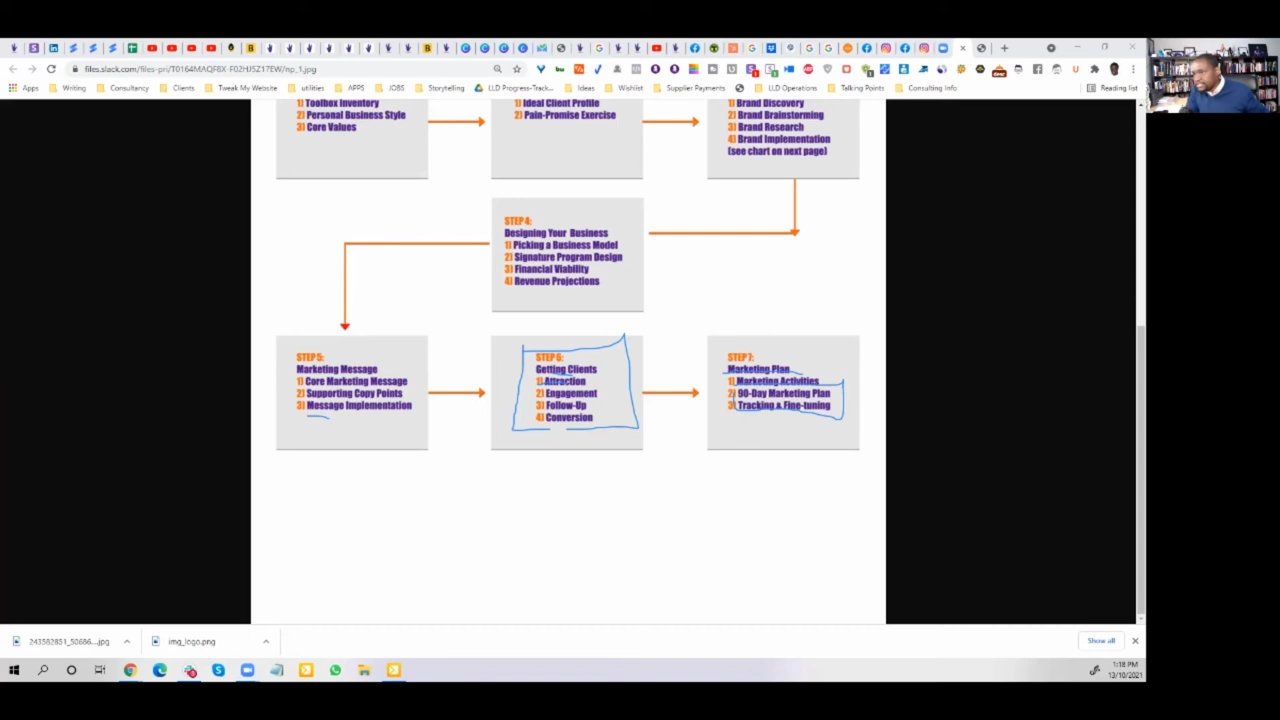 files.slack.com/files-pri/T0164MAQF8X-F02HJ5Z17EW/np_1.jpg
Apps Writing Consultancy Clients Tweak My Website utilities APPS JOBS Storytelling LLD Progress-Track... Ideas Wishlist Supplier Payments LLD Operations Talking Points Consulting Info Reading list
1) Toolbox Inventory
2) Personal Business Style
3) Core Values
1) Ideal Client Profile
2) Pain-Promise Exercise
1) Brand Discovery
2) Brand Brainstorming
3) Brand Research
4) Brand Implementation
(see chart on next page)
STEP 4:
Designing Your Business
1) Picking a Business Model
2) Signature Program Design
3) Financial Viability
4) Revenue Projections
STEP 5:
Marketing Message
1) Core Marketing Message
2) Supporting Copy Points
3) Message Implementation
STEP 6:
Getting Clients
1) Attraction
2) Engagement
3) Follow-Up
4) Conversion
STEP 7:
Marketing Plan
1) Marketing Activities
2) 90-Day Marketing Plan
3) Tracking & Fine-tuning
243582851_50686....jpg
img_logo.png
Show all
1:18 PM
13/10/2021